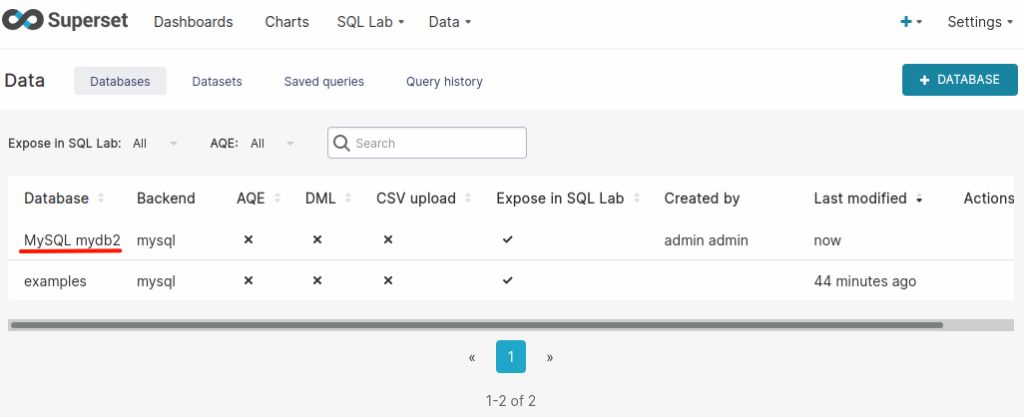 Superset Dashboards Charts SQL Lab Data + Settings
Data Databases Datasets Saved queries Query history + DATABASE
Expose in SQL Lab: All AQE: All Search
Database Backend AQE DML CSV upload Expose in SQL Lab Created by Last modified Actions
MySQL mydb2 mysql × × × ✓ admin admin now
examples mysql × × × ✓ 44 minutes ago
« 1 »
1-2 of 2